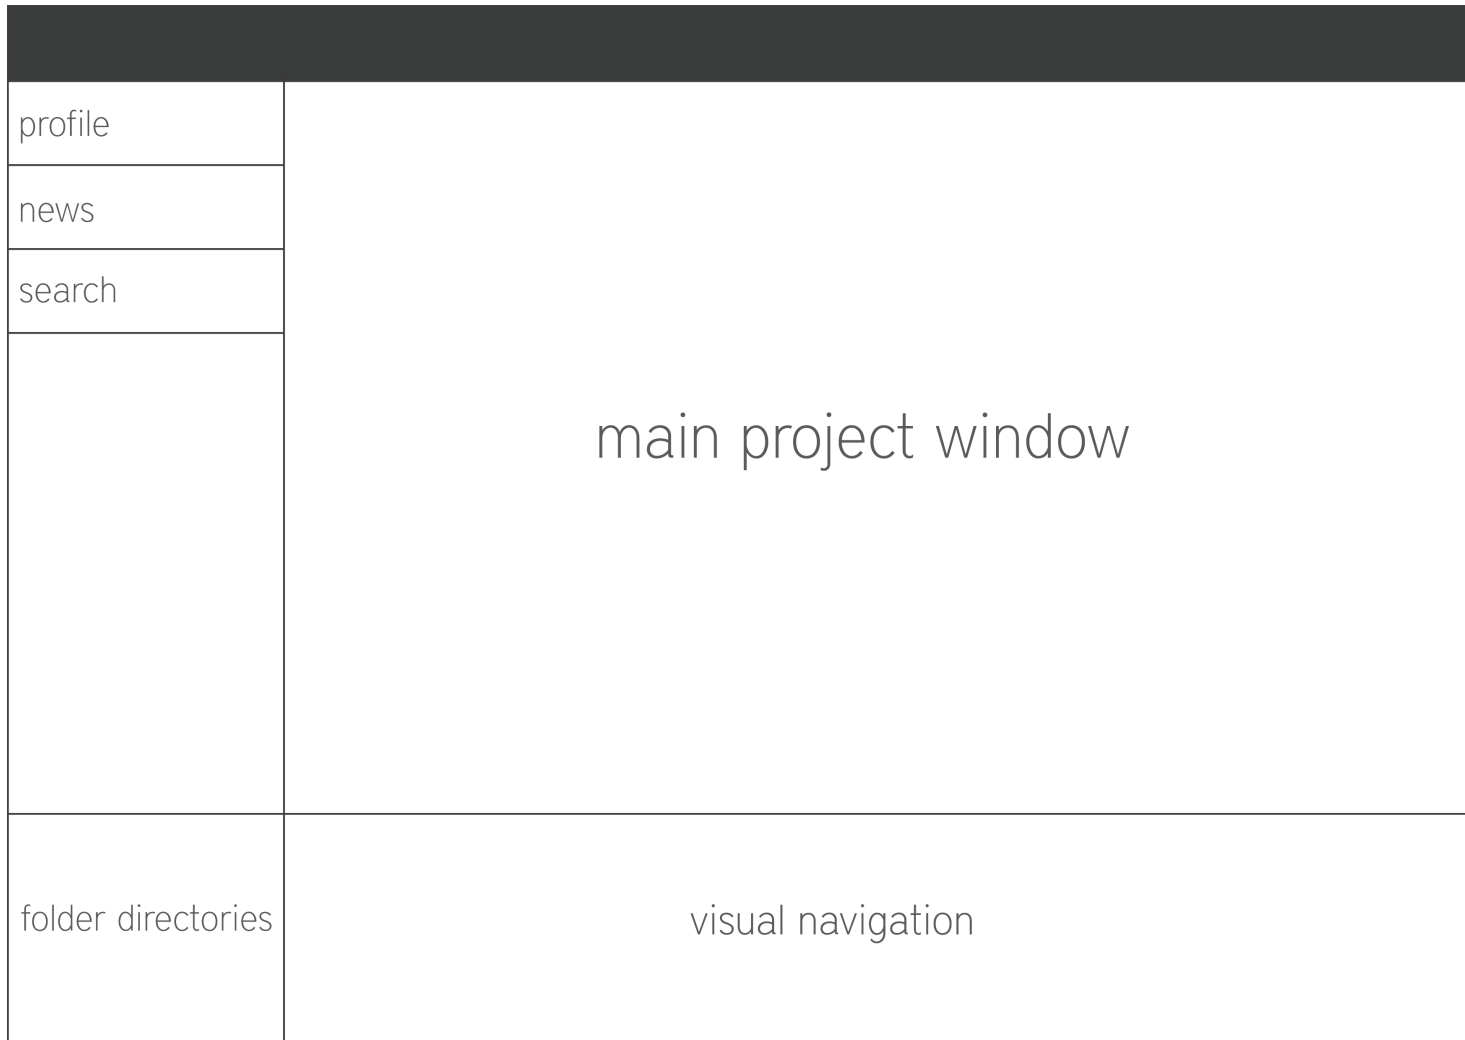 profile
news
search
main project window
folder directories
visual navigation